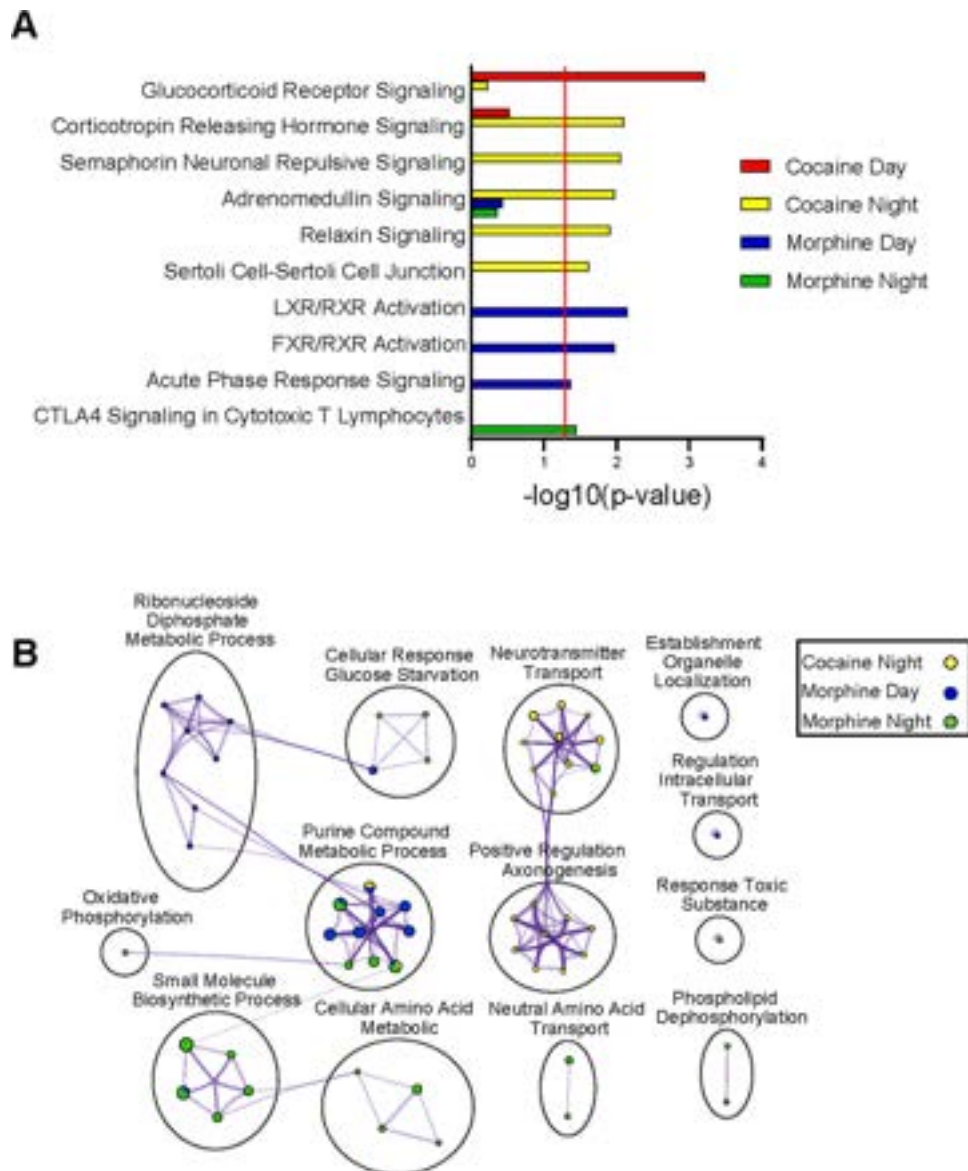 A
Glucocorticoid Receptor Signaling
Corticotropin Releasing Hormone Signaling
Semaphorin Neuronal Repulsive Signaling
Adrenomedullin Signaling
Relaxin Signaling
Sertoli Cell-Sertoli Cell Junction
LXR/RXR Activation
FXR/RXR Activation
Acute Phase Response Signaling
CTLA4 Signaling in Cytotoxic T Lymphocytes
0 1 2 3 4
-log10(p-value)
Cocaine Day
Cocaine Night
Morphine Day
Morphine Night
B
Ribonucleoside
Diphosphate
Metabolic Process
Cellular Response
Glucose Starvation
Neurotransmitter
Transport
Establishment
Organelle
Localization
Cocaine Night
Morphine Day
Morphine Night
Regulation
Intracellular
Transport
Purine Compound
Metabolic Process
Positive Regulation
Axonogenesis
Response Toxic
Substance
Oxidative
Phosphorylation
Small Molecule
Biosynthetic Process
Cellular Amino Acid
Metabolic
Neutral Amino Acid
Transport
Phospholipid
Dephosphorylation